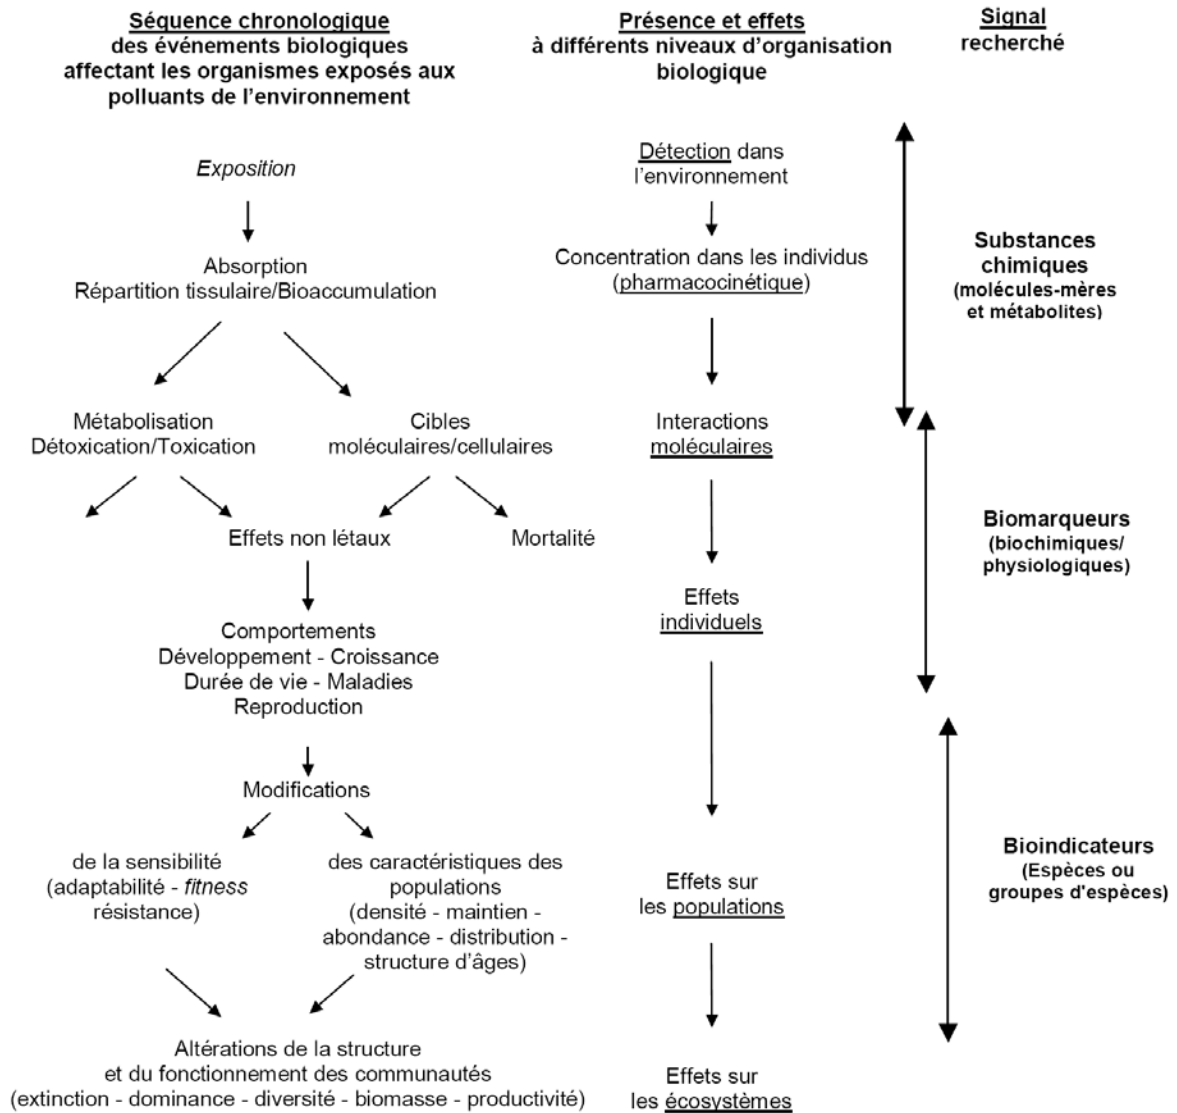 Séquence chronologique
des événements biologiques
affectant les organismes exposés aux
polluants de l'environnement
Présence et effets
à différents niveaux d'organisation
biologique
Signal
recherché
Exposition
Absorption
Répartition tissulaire/Bioaccumulation
Métabolisation
Détoxication/Toxication
Cibles
moléculaires/cellulaires
Effets non létaux
Mortalité
Comportements
Développement - Croissance
Durée de vie - Maladies
Reproduction
Modifications
de la sensibilité
(adaptabilité - fitness
résistance)
des caractéristiques des
populations
(densité - maintien -
abondance - distribution -
structure d'âges)
Altérations de la structure
et du fonctionnement des communautés
(extinction - dominance - diversité - biomasse - productivité)
Détection dans
l'environnement
Concentration dans les individus
(pharmacocinétique)
Interactions
moléculaires
Effets
individuels
Effets sur
les populations
Effets sur
les écosystèmes
Substances
chimiques
(molécules-mères
et métabolites)
Biomarqueurs
(biochimiques/
physiologiques)
Bioindicateurs
(Espèces ou
groupes d'espèces)